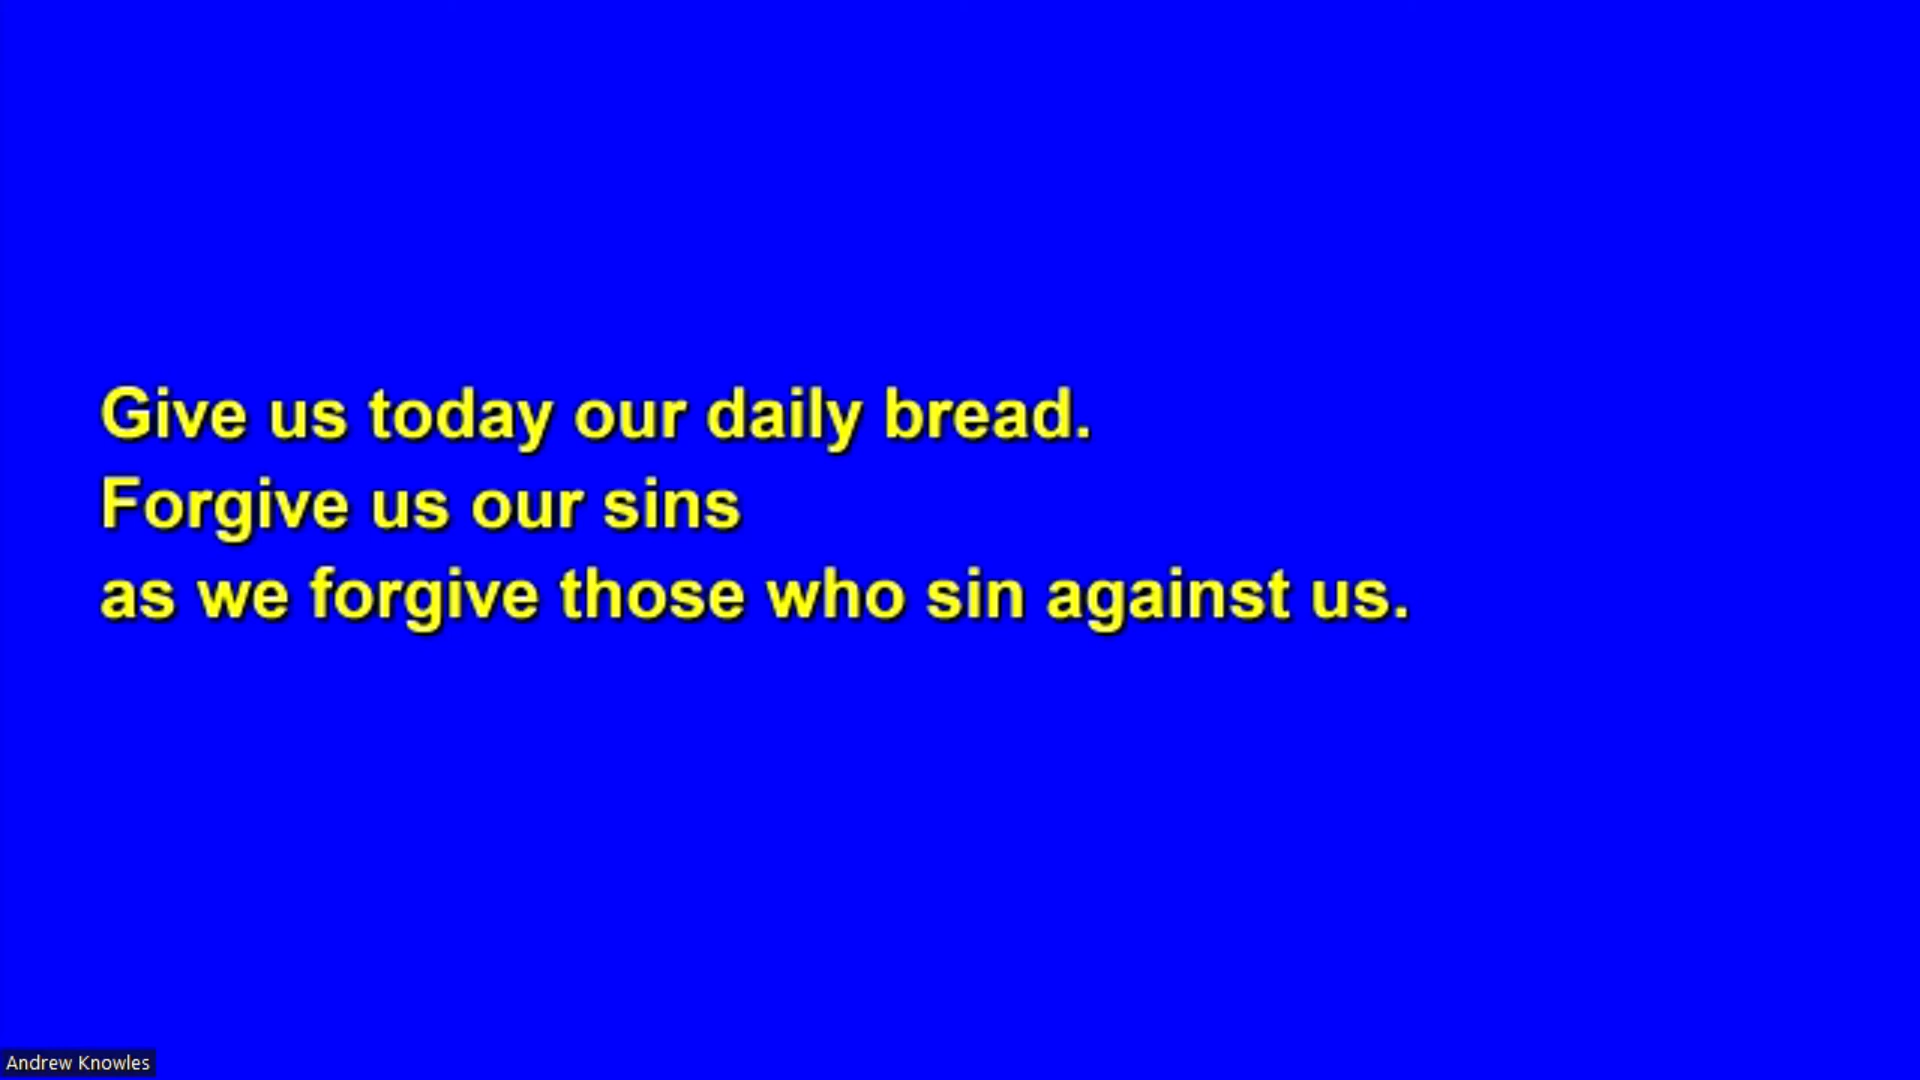 Give us today our daily bread.
Forgive us our sins
as we forgive those who sin against us.
Andrew Knowles